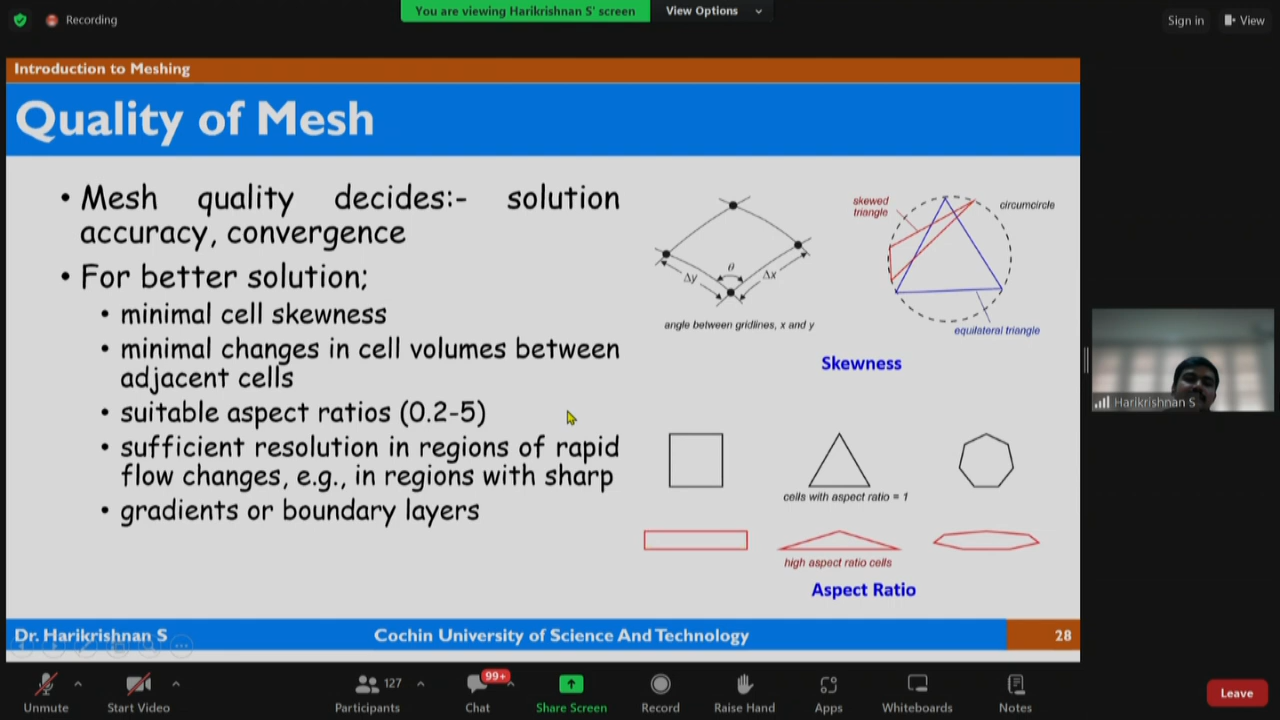 You are viewing Harikrishnan S' screen
View Options
Recording
Sign in
View
Introduction to Meshing
Quality of Mesh
• Mesh quality decides:- solution
accuracy, convergence
• For better solution;
• minimal cell skewness
• minimal changes in cell volumes between
adjacent cells
• suitable aspect ratios (0.2-5)
• sufficient resolution in regions of rapid
flow changes, e.g., in regions with sharp
• gradients or boundary layers
θ
Δy
Δx
angle between gridlines, x and y
skewed
triangle
circumcircle
equilateral triangle
Skewness
cells with aspect ratio = 1
high aspect ratio cells
Aspect Ratio
Harikrishnan S
Dr. Harikrishnan S
Cochin University of Science And Technology
28
Unmute
Start Video
127
Participants
99+
Chat
Share Screen
Record
Raise Hand
Apps
Whiteboards
Notes
Leave